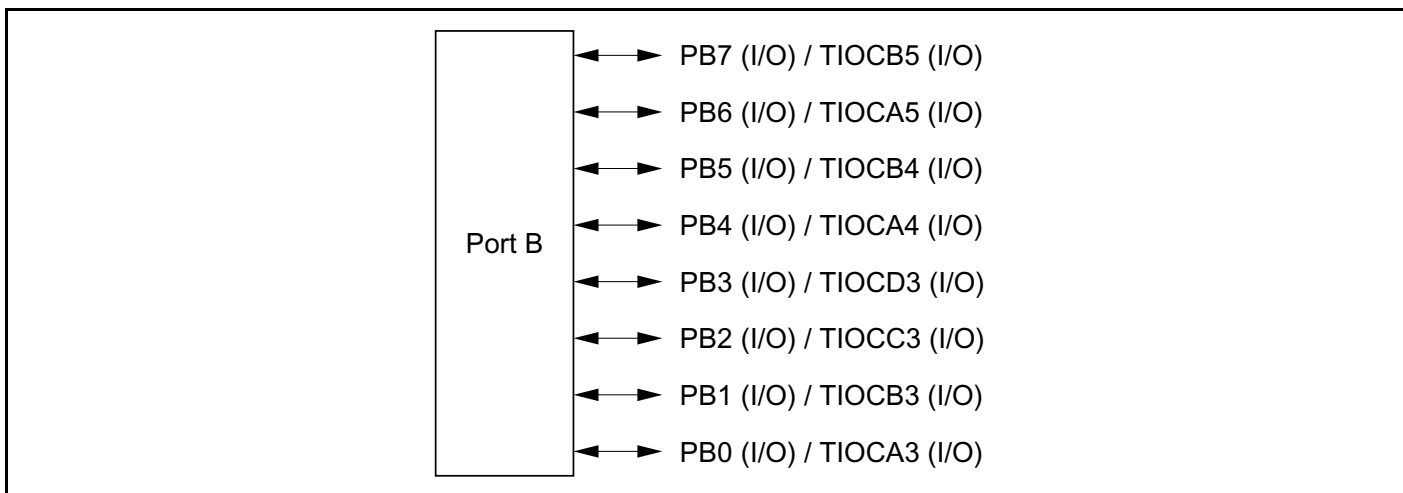 PB7 (I/O) / TIOCB5 (I/O)
PB6 (I/O) / TIOCA5 (I/O)
PB5 (I/O) / TIOCB4 (I/O)
PB4 (I/O) / TIOCA4 (I/O)
Port B
PB3 (I/O) / TIOCD3 (I/O)
PB2 (I/O) / TIOCC3 (I/O)
PB1 (I/O) / TIOCB3 (I/O)
PB0 (I/O) / TIOCA3 (I/O)